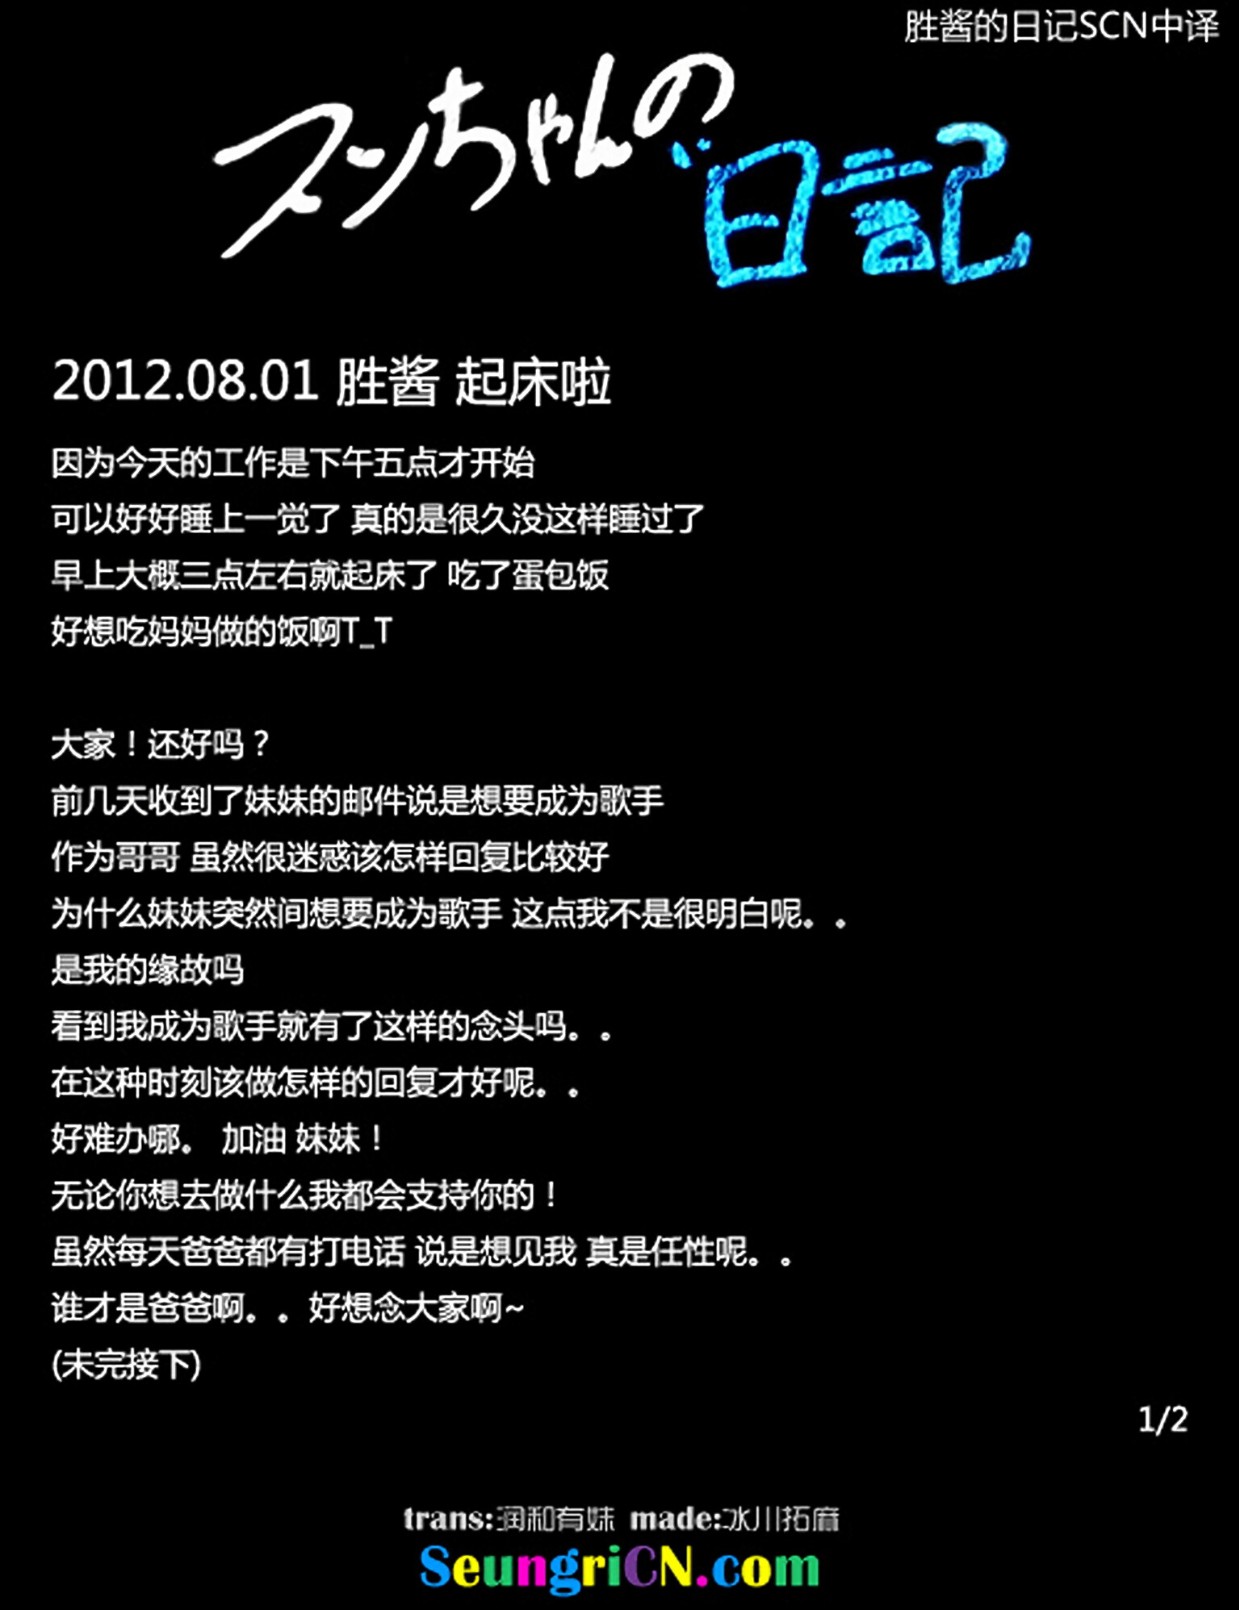 胜酱的日记SCN中译
スンちゃんの
日記
2012.08.01 胜酱 起床啦
因为今天的工作是下午五点才开始
可以好好睡上一觉了 真的是很久没这样睡过了
早上大概三点左右就起床了 吃了蛋包饭
好想吃妈妈做的饭啊T_T
大家！还好吗？
前几天收到了妹妹的邮件说是想要成为歌手
作为哥哥 虽然很迷惑该怎样回复比较好
为什么妹妹突然间想要成为歌手 这点我不是很明白呢。。
是我的缘故吗
看到我成为歌手就有了这样的念头吗。。
在这种时刻该做怎样的回复才好呢。。
好难办哪。 加油 妹妹！
无论你想去做什么我都会支持你的！
虽然每天爸爸都有打电话 说是想见我 真是任性呢。。
谁才是爸爸啊。。好想念大家啊~
(未完接下)
1/2
trans:润和有妹 made:冰川拓麻
SeungriCN.com